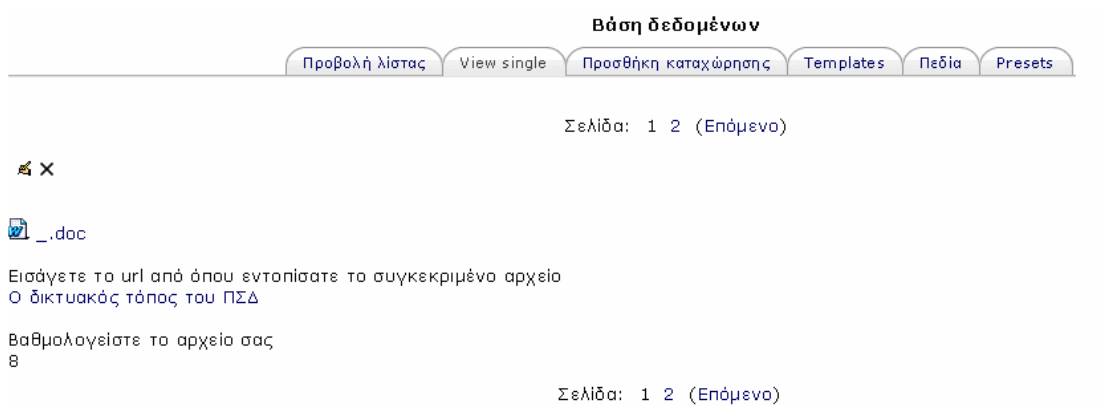 Βάση δεδομένων
Προβολή λίστας View single Προσθήκη καταχώρησης Templates Πεδία Presets
Σελίδα: 1 2 (Επόμενο)
_.doc
Εισάγετε το url από όπου εντοπίσατε το συγκεκριμένο αρχείο
Ο δικτυακός τόπος του ΠΣΔ
Βαθμολογείστε το αρχείο σας
8
Σελίδα: 1 2 (Επόμενο)